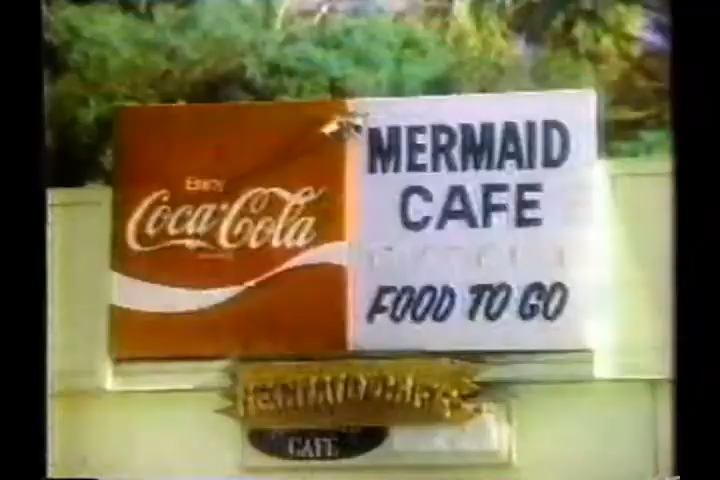 Enjoy
Coca-Cola
MERMAID
CAFE
FOOD TO GO
CAFE